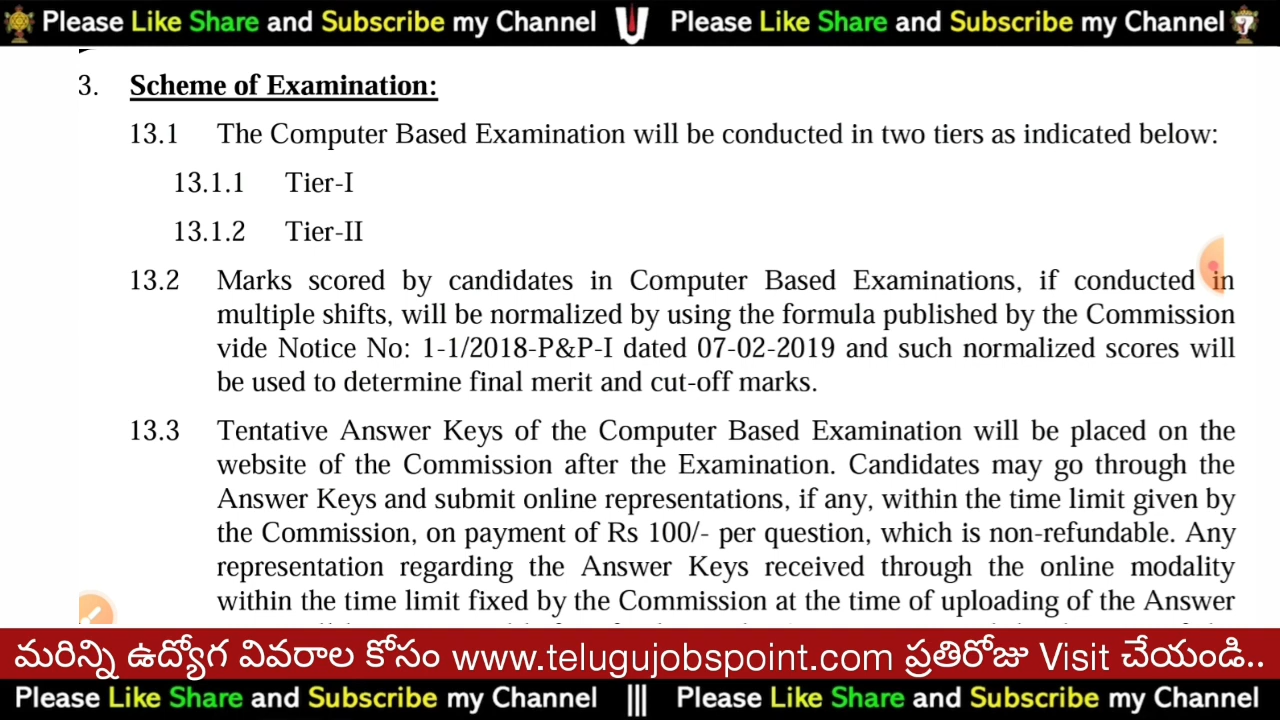 Please Like Share and Subscribe my Channel Please Like Share and Subscribe my Channel
3. Scheme of Examination:
13.1 The Computer Based Examination will be conducted in two tiers as indicated below:
13.1.1 Tier-I
13.1.2 Tier-II
13.2 Marks scored by candidates in Computer Based Examinations, if conducted in
multiple shifts, will be normalized by using the formula published by the Commission
vide Notice No: 1-1/2018-P&P-I dated 07-02-2019 and such normalized scores will
be used to determine final merit and cut-off marks.
13.3 Tentative Answer Keys of the Computer Based Examination will be placed on the
website of the Commission after the Examination. Candidates may go through the
Answer Keys and submit online representations, if any, within the time limit given by
the Commission, on payment of Rs 100/- per question, which is non-refundable. Any
representation regarding the Answer Keys received through the online modality
within the time limit fixed by the Commission at the time of uploading of the Answer
మరిన్ని ఉద్యోగ వివరాల కోసం www.telugujobspoint.com ప్రతిరోజు Visit చేయండి..
Please Like Share and Subscribe my Channel ||| Please Like Share and Subscribe my Channel